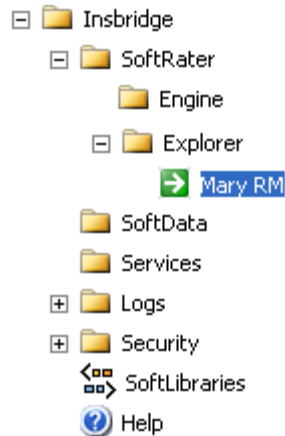 Insbridge
SoftRater
Engine
Explorer
Mary RM
SoftData
Services
Logs
Security
SoftLibraries
Help